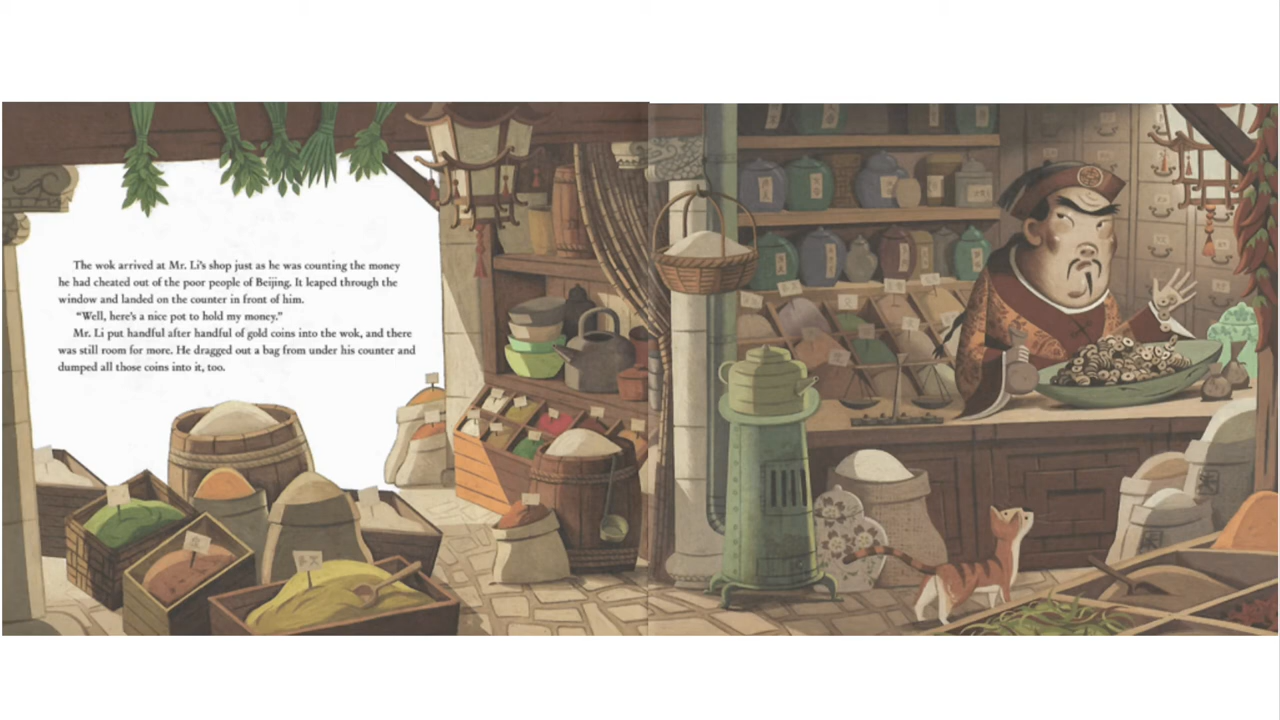 The wok arrived at Mr. Li's shop just as he was counting the money
he had cheated out of the poor people of Beijing. It leaped through the
window and landed on the counter in front of him.
“Well, here's a nice pot to hold my money.”
Mr. Li put handful after handful of gold coins into the wok, and there
was still room for more. He dragged out a bag from under his counter and
dumped all those coins into it, too.